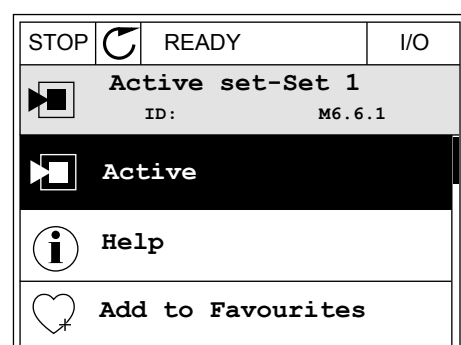 STOP READY I/O
Active set-Set 1
ID: M6.6.1
Active
Help
Add to Favourites